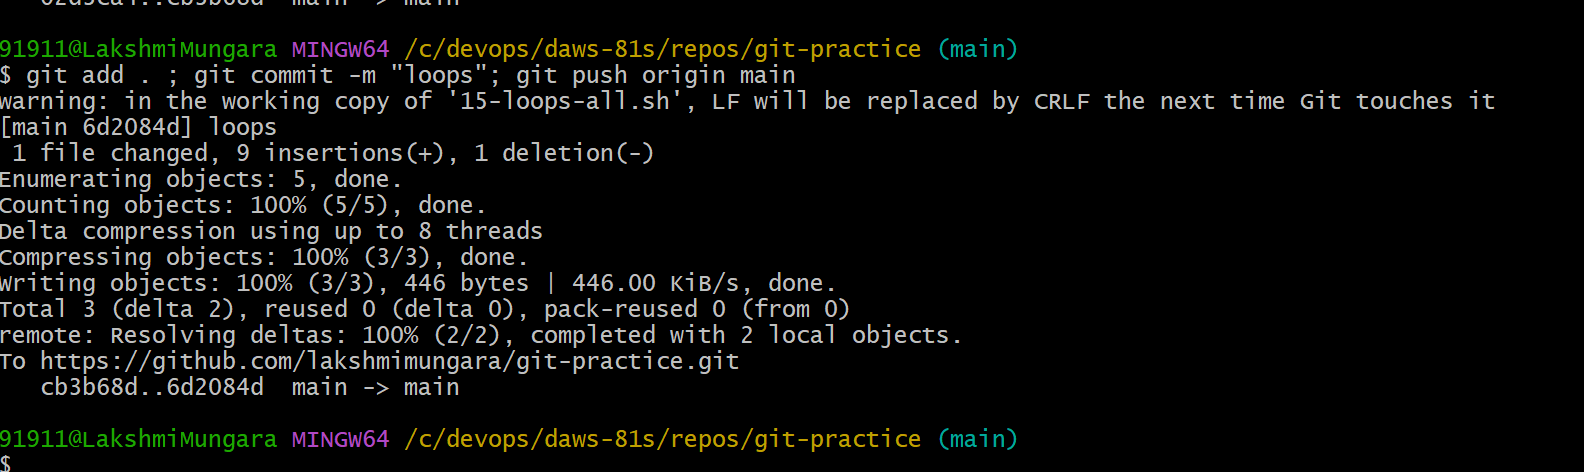 02d3ca4..cb3b68d  main -> main
91911@LakshmiMungara MINGW64 /c/devops/daws-81s/repos/git-practice (main)
$ git add . ; git commit -m "loops"; git push origin main
warning: in the working copy of '15-loops-all.sh', LF will be replaced by CRLF the next time Git touches it
[main 6d2084d] loops
 1 file changed, 9 insertions(+), 1 deletion(-)
Enumerating objects: 5, done.
Counting objects: 100% (5/5), done.
Delta compression using up to 8 threads
Compressing objects: 100% (3/3), done.
Writing objects: 100% (3/3), 446 bytes | 446.00 KiB/s, done.
Total 3 (delta 2), reused 0 (delta 0), pack-reused 0 (from 0)
remote: Resolving deltas: 100% (2/2), completed with 2 local objects.
To https://github.com/lakshmimungara/git-practice.git
   cb3b68d..6d2084d  main -> main
91911@LakshmiMungara MINGW64 /c/devops/daws-81s/repos/git-practice (main)
$